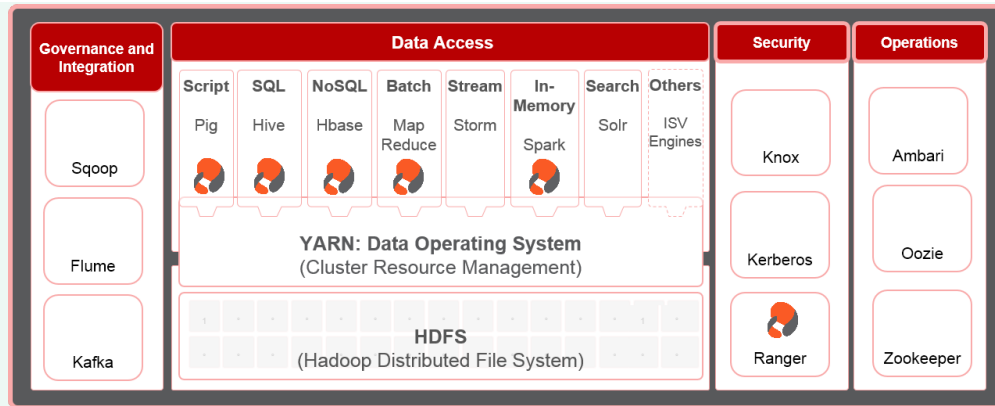 Governance and
Integration
Sqoop
Flume
Kafka
Data Access
Script
Pig
SQL
Hive
NoSQL
Hbase
Batch
Map
Reduce
Stream
Storm
In-
Memory
Spark
Search
Solr
Others
ISV
Engines
YARN: Data Operating System
(Cluster Resource Management)
HDFS
(Hadoop Distributed File System)
Security
Knox
Kerberos
Ranger
Operations
Ambari
Oozie
Zookeeper